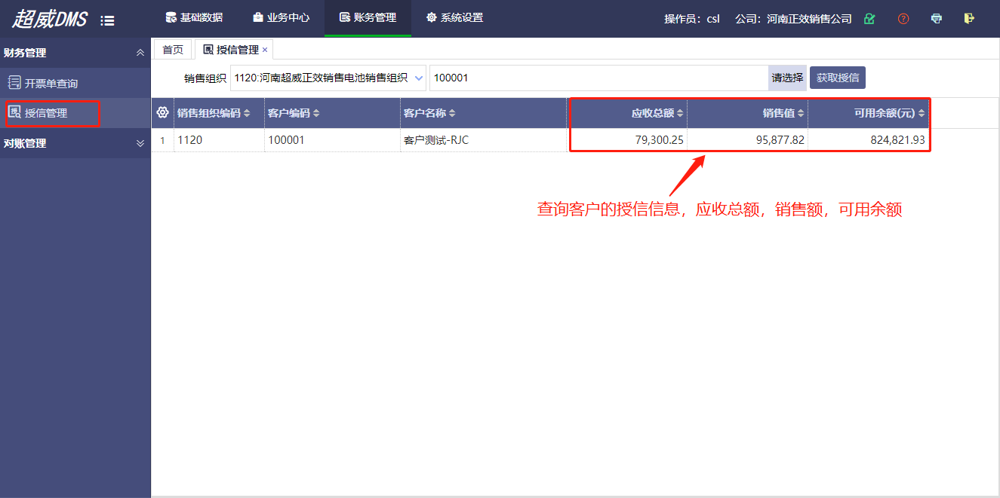 超威DMS 基础数据 业务中心 账务管理 系统设置 操作员：csl 公司：河南正效销售公司
财务管理
开票单查询
授信管理
对账管理
首页 授信管理 ×
销售组织 1120:河南超威正效销售电池销售组织 100001 请选择 获取授信
销售组织编码 客户编码 客户名称 应收总额 销售值 可用余额(元)
1 1120 100001 客户测试-RJC 79,300.25 95,877.82 824,821.93
查询客户的授信信息，应收总额，销售额，可用余额